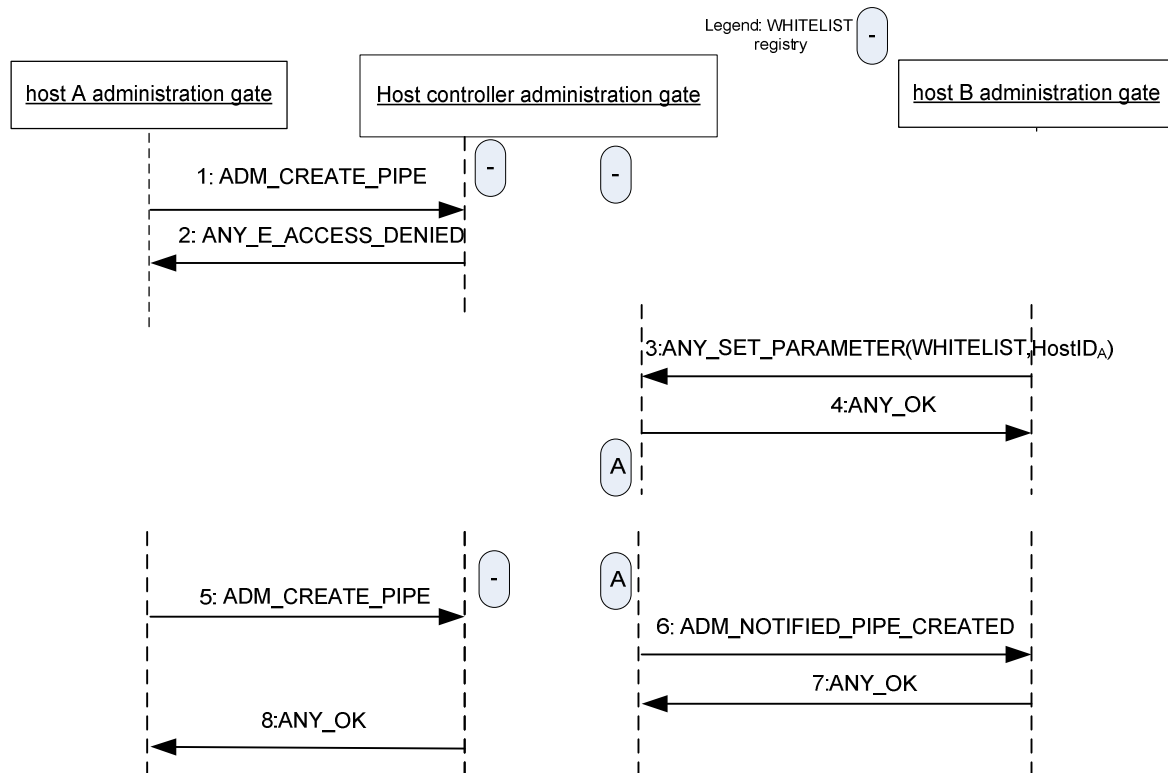 Legend: WHITELIST
registry
-
host A administration gate
Host controller administration gate
host B administration gate
-
-
1: ADM_CREATE_PIPE
2: ANY_E_ACCESS_DENIED
3:ANY_SET_PARAMETER(WHITELIST,HostIDA)
4:ANY_OK
A
-
A
5: ADM_CREATE_PIPE
6: ADM_NOTIFIED_PIPE_CREATED
7:ANY_OK
8:ANY_OK